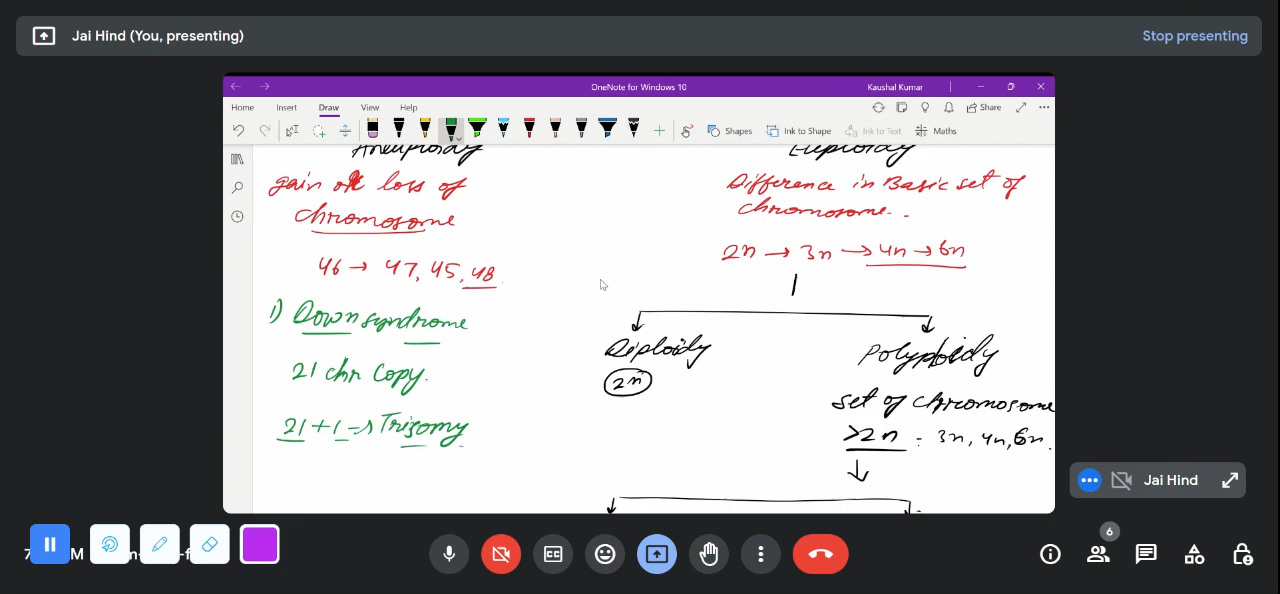 Jai Hind (You, presenting)
Stop presenting
OneNote for Windows 10
Kaushal Kumar
Home Insert Draw View Help
Share
Shapes Ink to Shape Ink to Text Maths
Aneuploidy
gain or loss of
chromosome
46 → 47, 45, 48
1) Down syndrome
21 chr Copy.
21 + 1 => Trisomy
Euploidy
Difference in Basic set of
chromosome.
2n → 3n → 4n → 6n
Diploidy
2n
Polyploidy
set of chromosome
>2n : 3n, 4n, 6n.
Jai Hind
6